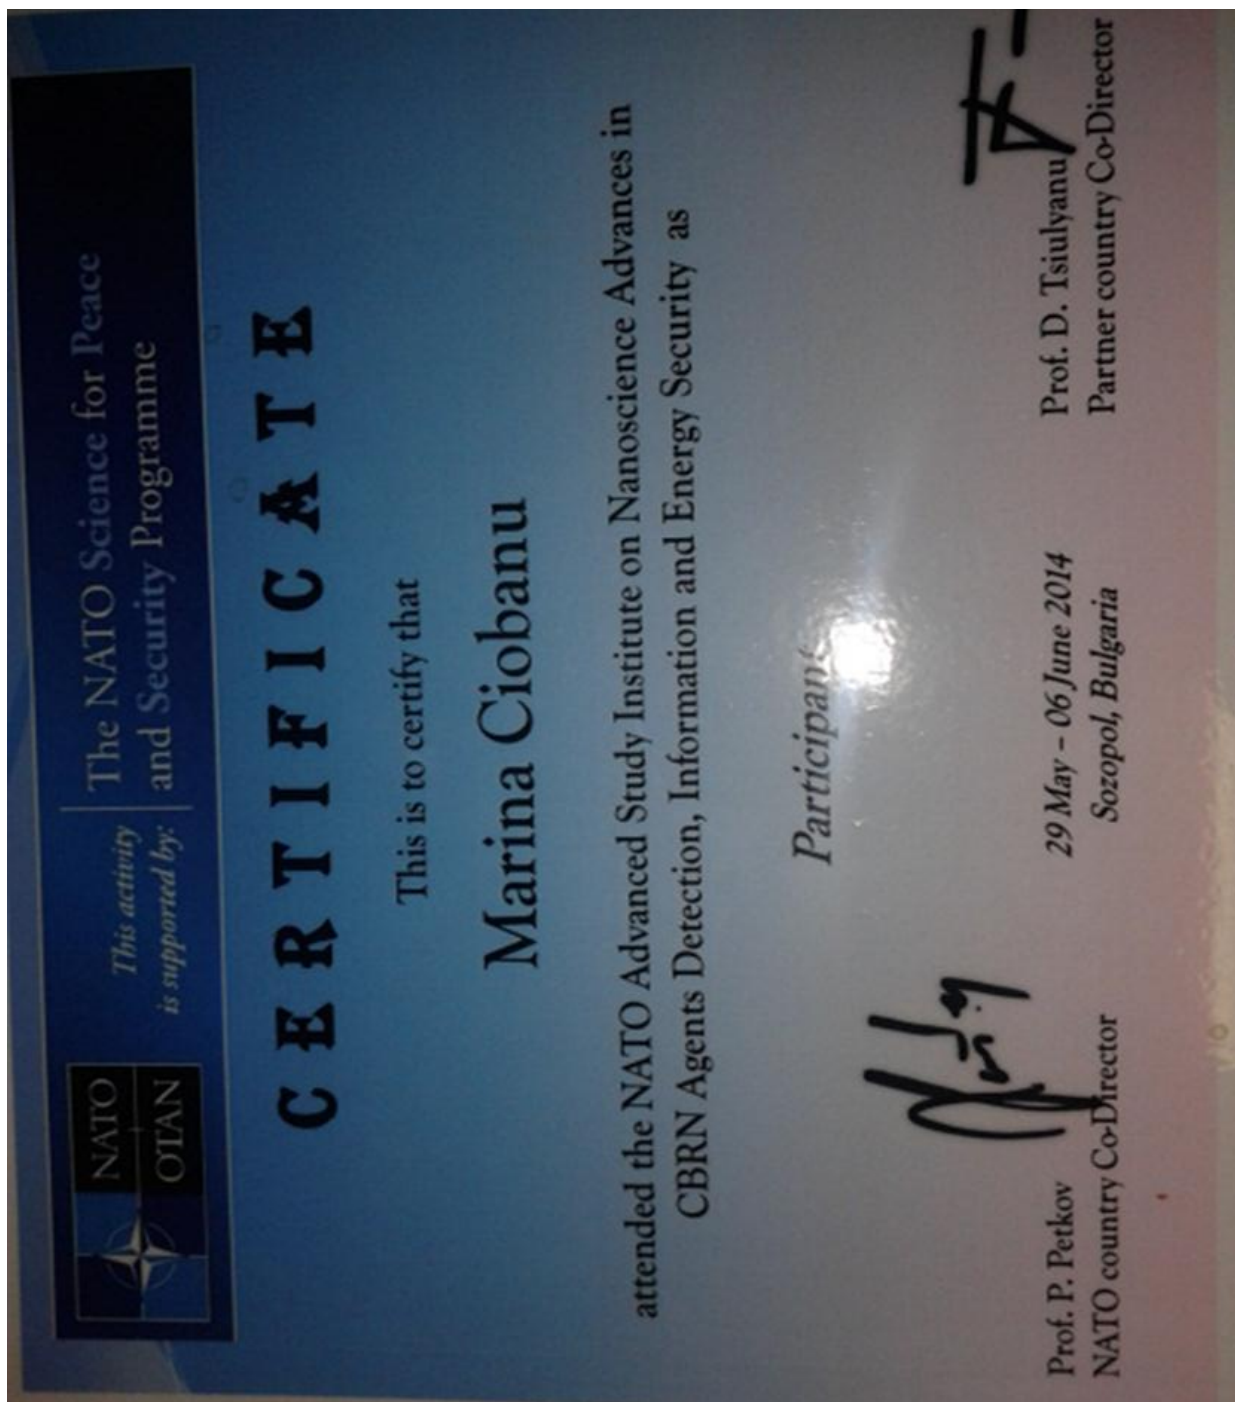 NATO
OTAN
This activity
is supported by:
The NATO Science for Peace
and Security Programme
CERTIFICATE
This is to certify that
Marina Ciobanu
attended the NATO Advanced Study Institute on Nanoscience Advances in
CBRN Agents Detection, Information and Energy Security as
Participant
Prof. P. Petkov
NATO country Co-Director
29 May – 06 June 2014
Sozopol, Bulgaria
Prof. D. Tsiulyanu
Partner country Co-Director